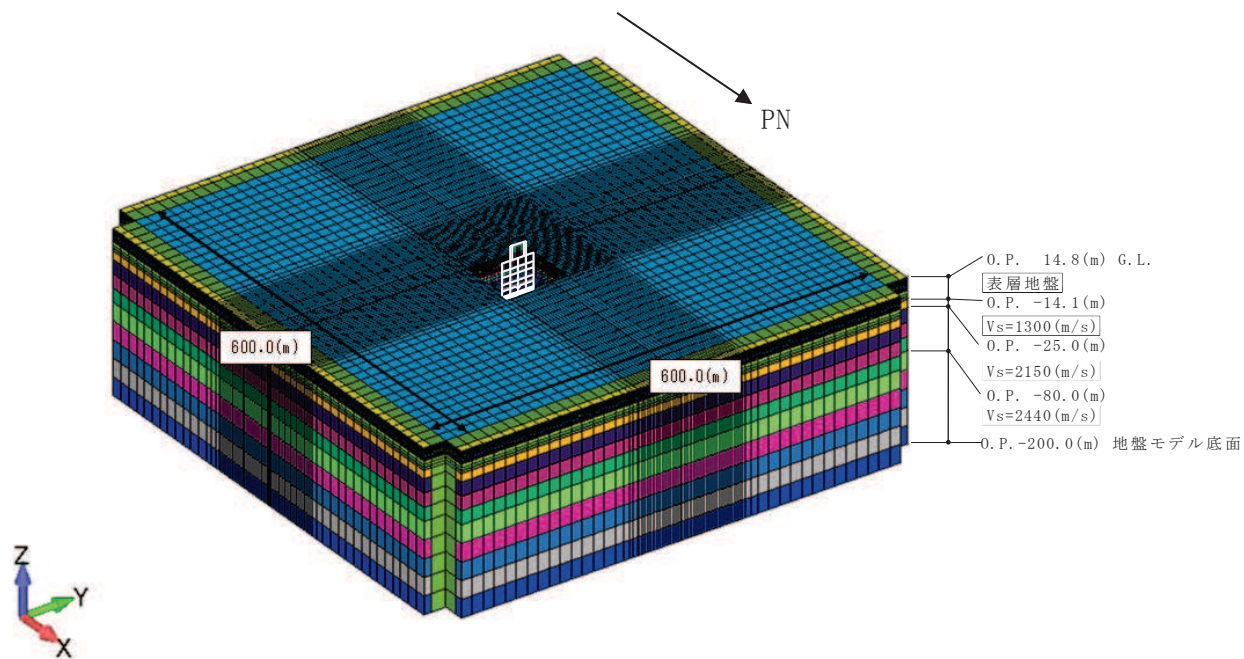 PN
O.P. 14.8(m) G.L.
表層地盤
O.P. -14.1(m)
Vs=1300(m/s)
O.P. -25.0(m)
Vs=2150(m/s)
O.P. -80.0(m)
Vs=2440(m/s)
O.P.-200.0(m) 地盤モデル底面
600.0(m)
600.0(m)
Z
Y
X